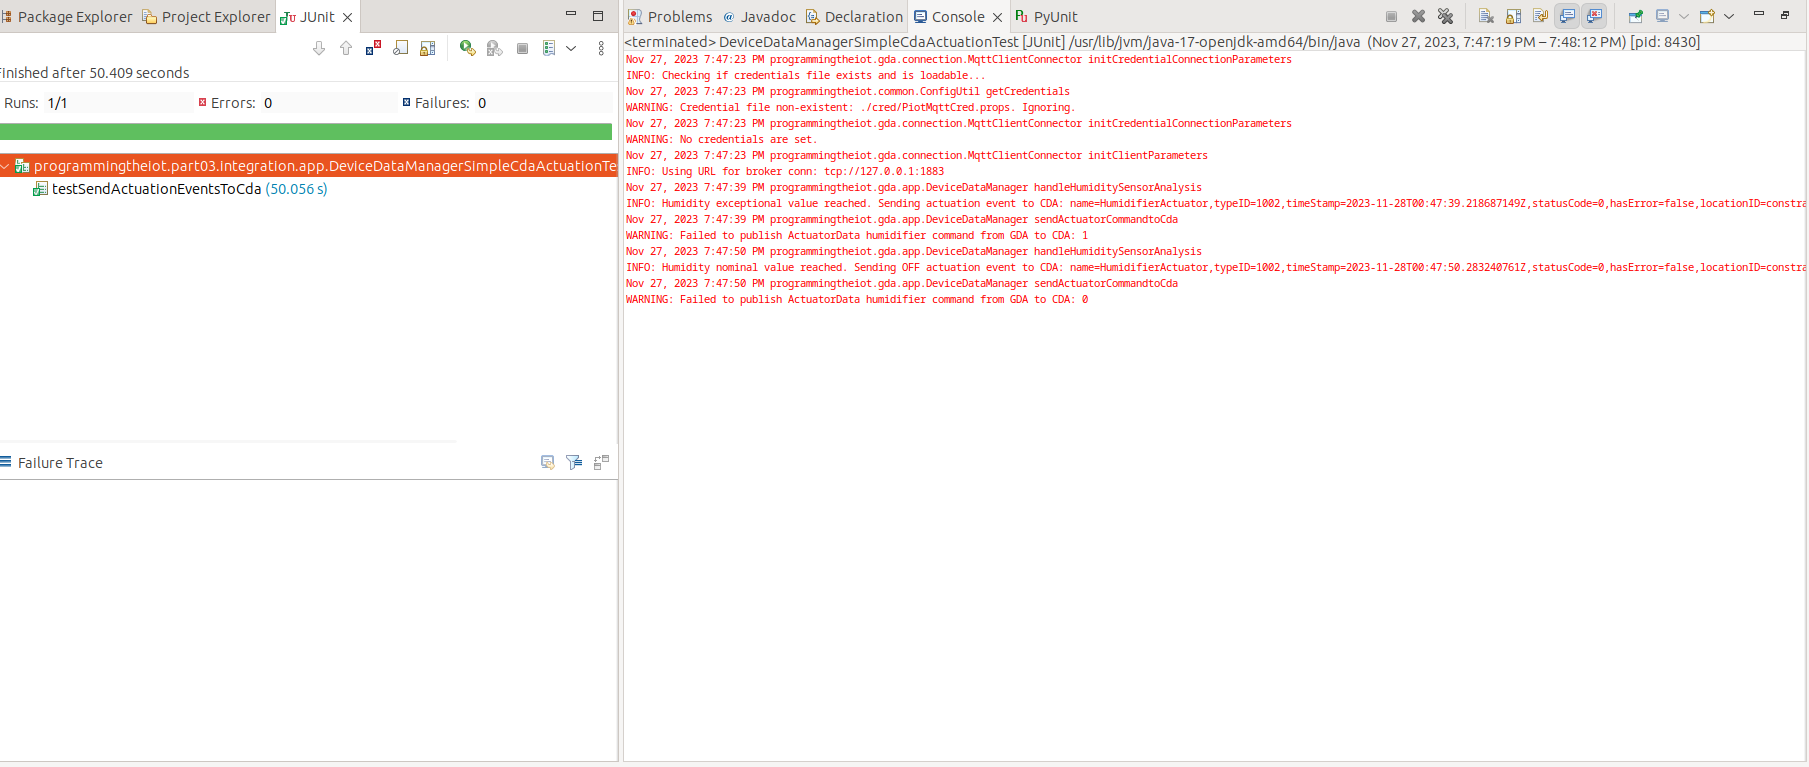 Package Explorer
Project Explorer
JUnit
Finished after 50.409 seconds
Runs: 1/1
Errors: 0
Failures: 0
programmingtheiot.part03.integration.app.DeviceDataManagerSimpleCdaActuationTe
testSendActuationEventsToCda (50.056 s)
Failure Trace
Problems
@ Javadoc
Declaration
Console
PyUnit
<terminated> DeviceDataManagerSimpleCdaActuationTest [JUnit] /usr/lib/jvm/java-17-openjdk-amd64/bin/java (Nov 27, 2023, 7:47:19 PM – 7:48:12 PM) [pid: 8430]
Nov 27, 2023 7:47:23 PM programmingtheiot.gda.connection.MqttClientConnector initCredentialConnectionParameters
INFO: Checking if credentials file exists and is loadable...
Nov 27, 2023 7:47:23 PM programmingtheiot.common.ConfigUtil getCredentials
WARNING: Credential file non-existent: ./cred/PiotMqttCred.props. Ignoring.
Nov 27, 2023 7:47:23 PM programmingtheiot.gda.connection.MqttClientConnector initCredentialConnectionParameters
WARNING: No credentials are set.
Nov 27, 2023 7:47:23 PM programmingtheiot.gda.connection.MqttClientConnector initClientParameters
INFO: Using URL for broker conn: tcp://127.0.0.1:1883
Nov 27, 2023 7:47:39 PM programmingtheiot.gda.app.DeviceDataManager handleHumiditySensorAnalysis
INFO: Humidity exceptional value reached. Sending actuation event to CDA: name=HumidifierActuator,typeID=1002,timeStamp=2023-11-28T00:47:39.218687149Z,statusCode=0,hasError=false,locationID=constra
Nov 27, 2023 7:47:39 PM programmingtheiot.gda.app.DeviceDataManager sendActuatorCommandtoCda
WARNING: Failed to publish ActuatorData humidifier command from GDA to CDA: 1
Nov 27, 2023 7:47:50 PM programmingtheiot.gda.app.DeviceDataManager handleHumiditySensorAnalysis
INFO: Humidity nominal value reached. Sending OFF actuation event to CDA: name=HumidifierActuator,typeID=1002,timeStamp=2023-11-28T00:47:50.283240761Z,statusCode=0,hasError=false,locationID=constra
Nov 27, 2023 7:47:50 PM programmingtheiot.gda.app.DeviceDataManager sendActuatorCommandtoCda
WARNING: Failed to publish ActuatorData humidifier command from GDA to CDA: 0